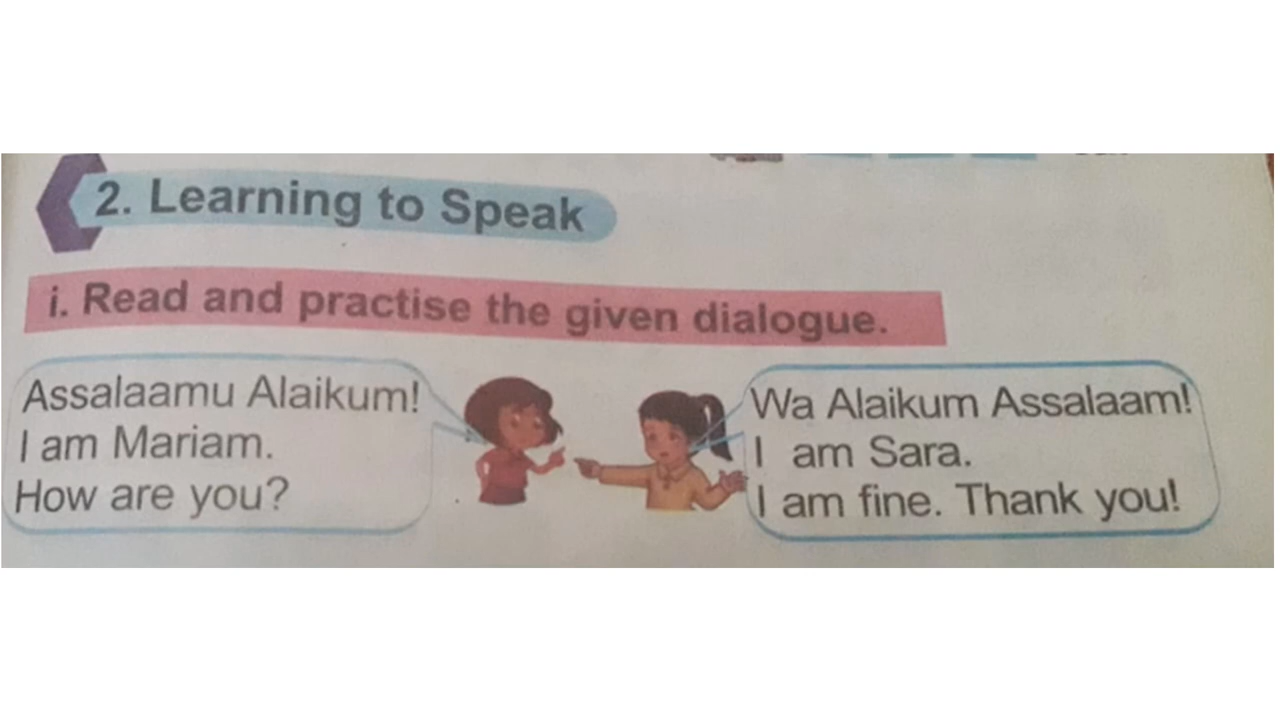 2. Learning to Speak
i. Read and practise the given dialogue.
Assalaamu Alaikum!
I am Mariam.
How are you?
Wa Alaikum Assalaam!
I am Sara.
I am fine. Thank you!